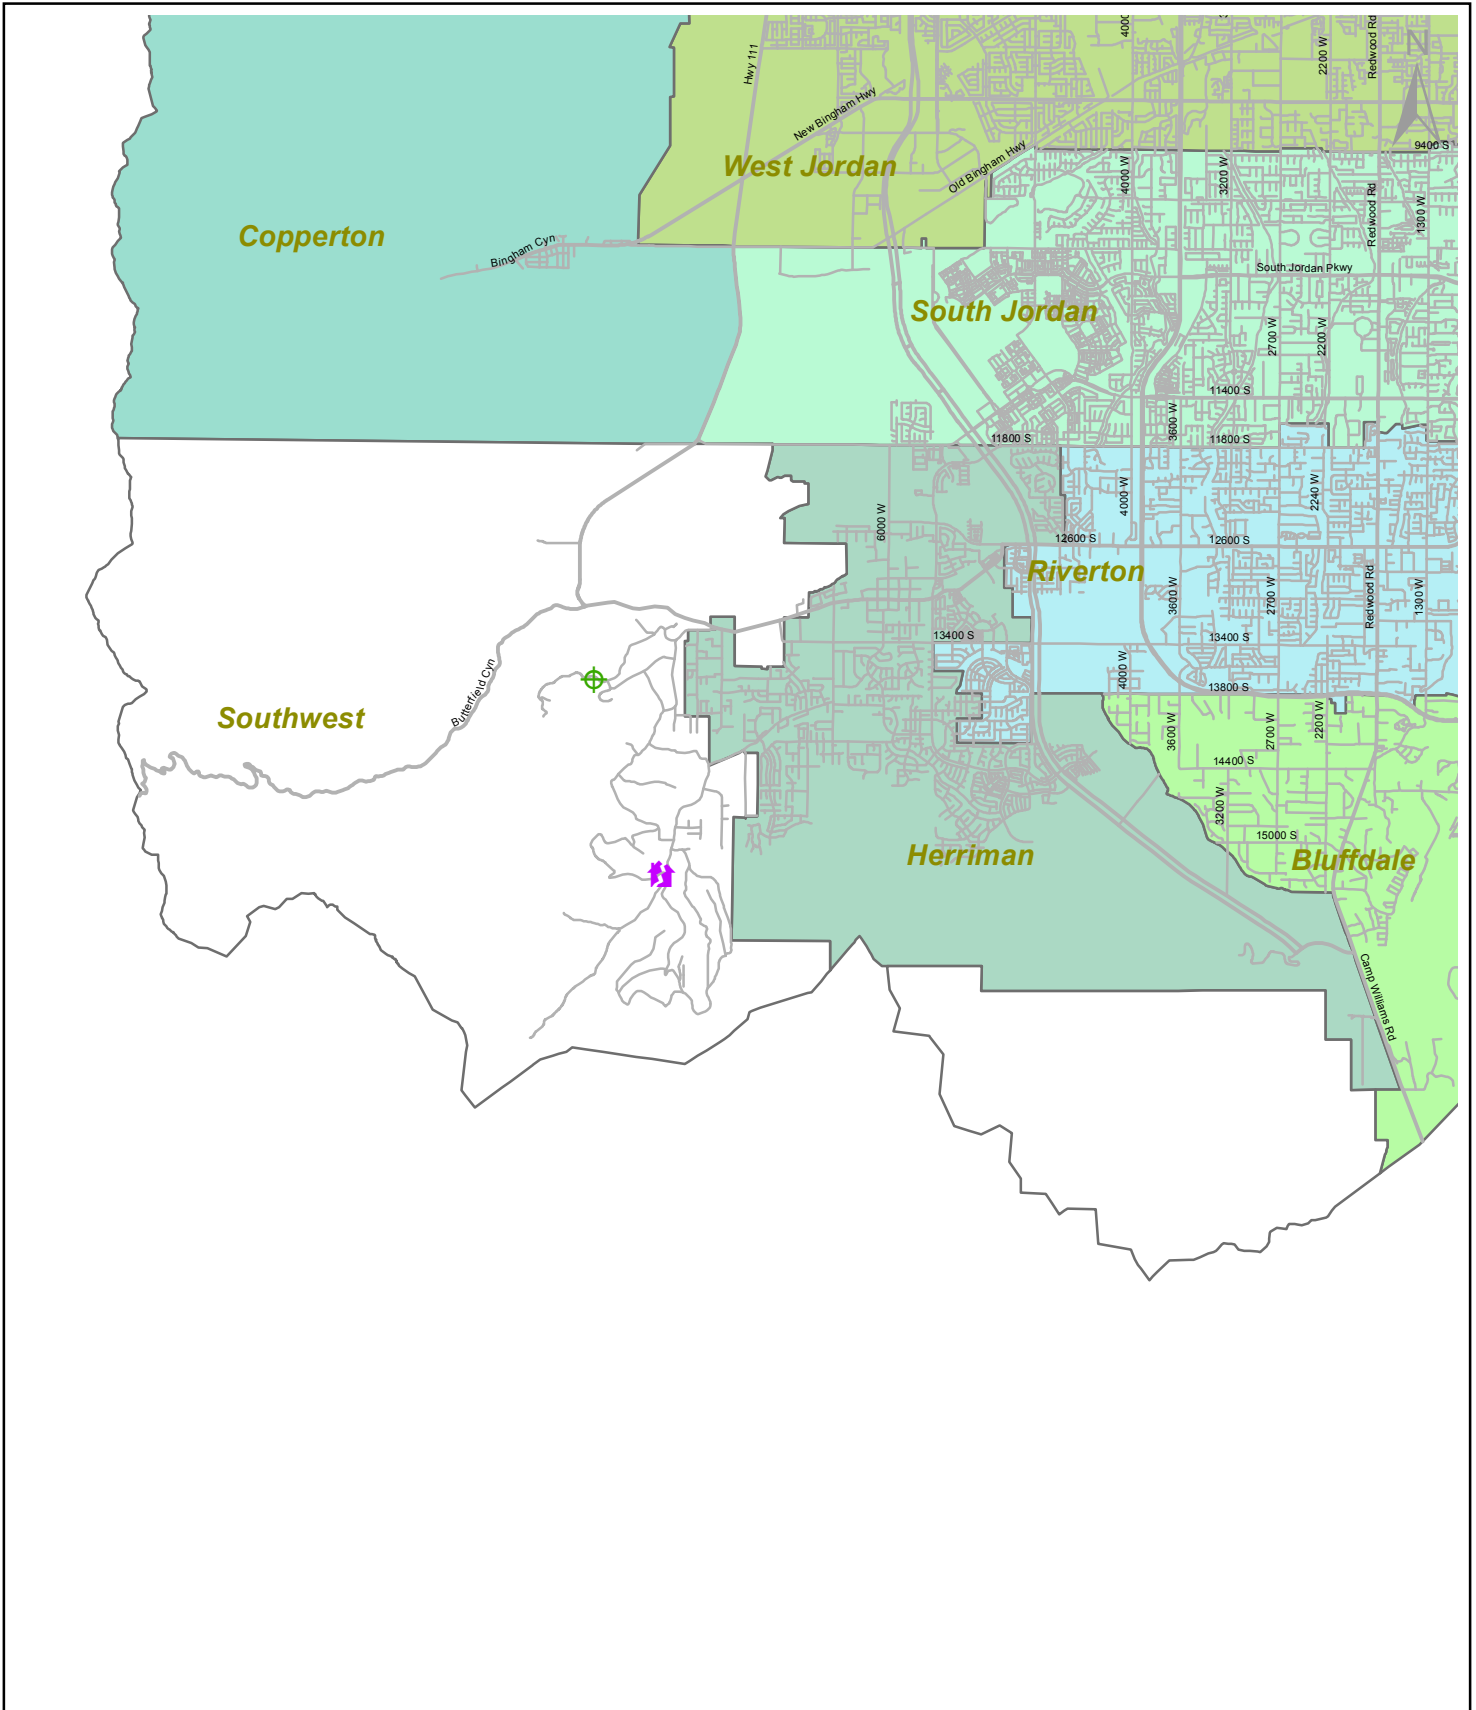 4000
S
2200 W
Redwood Rd
N
Hwy 111
New Bingham Hwy
West Jordan
Old Bingham Hwy
9400 S
4000 W
3200 W
Redwood Rd
1300 W
Copperton
Bingham Cyn
South Jordan Pkwy
South Jordan
2700 W
2200 W
11400 S
3600 W
11800 S
11800 S
4000 W
2240 W
6000 W
12600 S
12600 S
Riverton
3600 W
2700 W
Redwood Rd
1300 W
13400 S
13400 S
4000 W
13800 S
Butterfield Cyn
Southwest
3600 W
2700 W
2200 W
14400 S
3200 W
15000 S
Herriman
Bluffdale
Camp Williams Rd